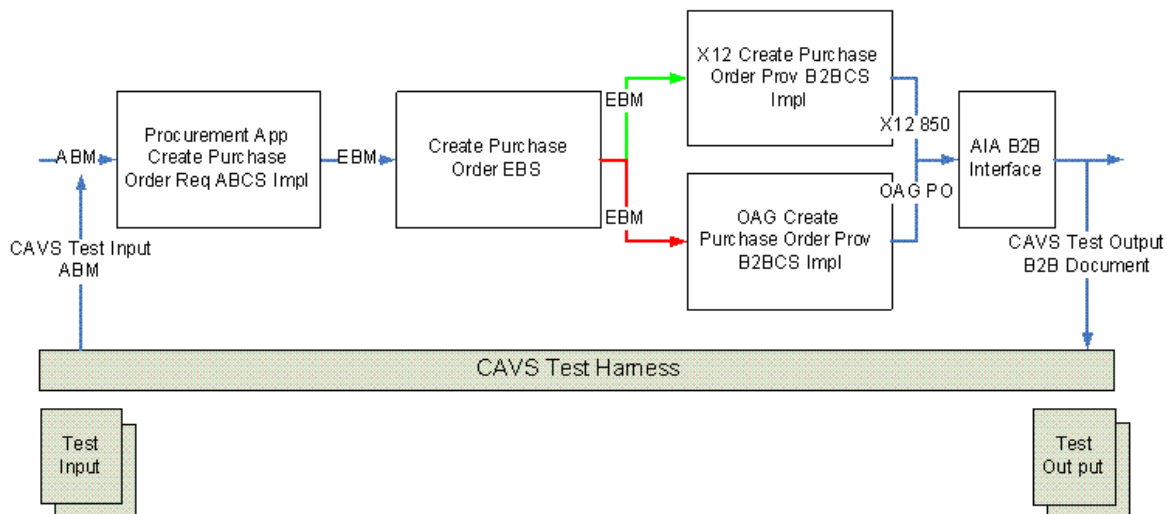 X12 Create Purchase
Order Prov B2BCS
Impl
EBM
X12 850
ABM
Procurement App
Create Purchase
Order Req ABCS Impl
EBM
Create Purchase
Order EBS
AIA B2B
Interface
EBM
OAG PO
OAG Create
Purchase Order Prov
B2BCS Impl
CAVS Test Input
ABM
CAVS Test Output
B2B Document
CAVS Test Harness
Test
Input
Test
Out put